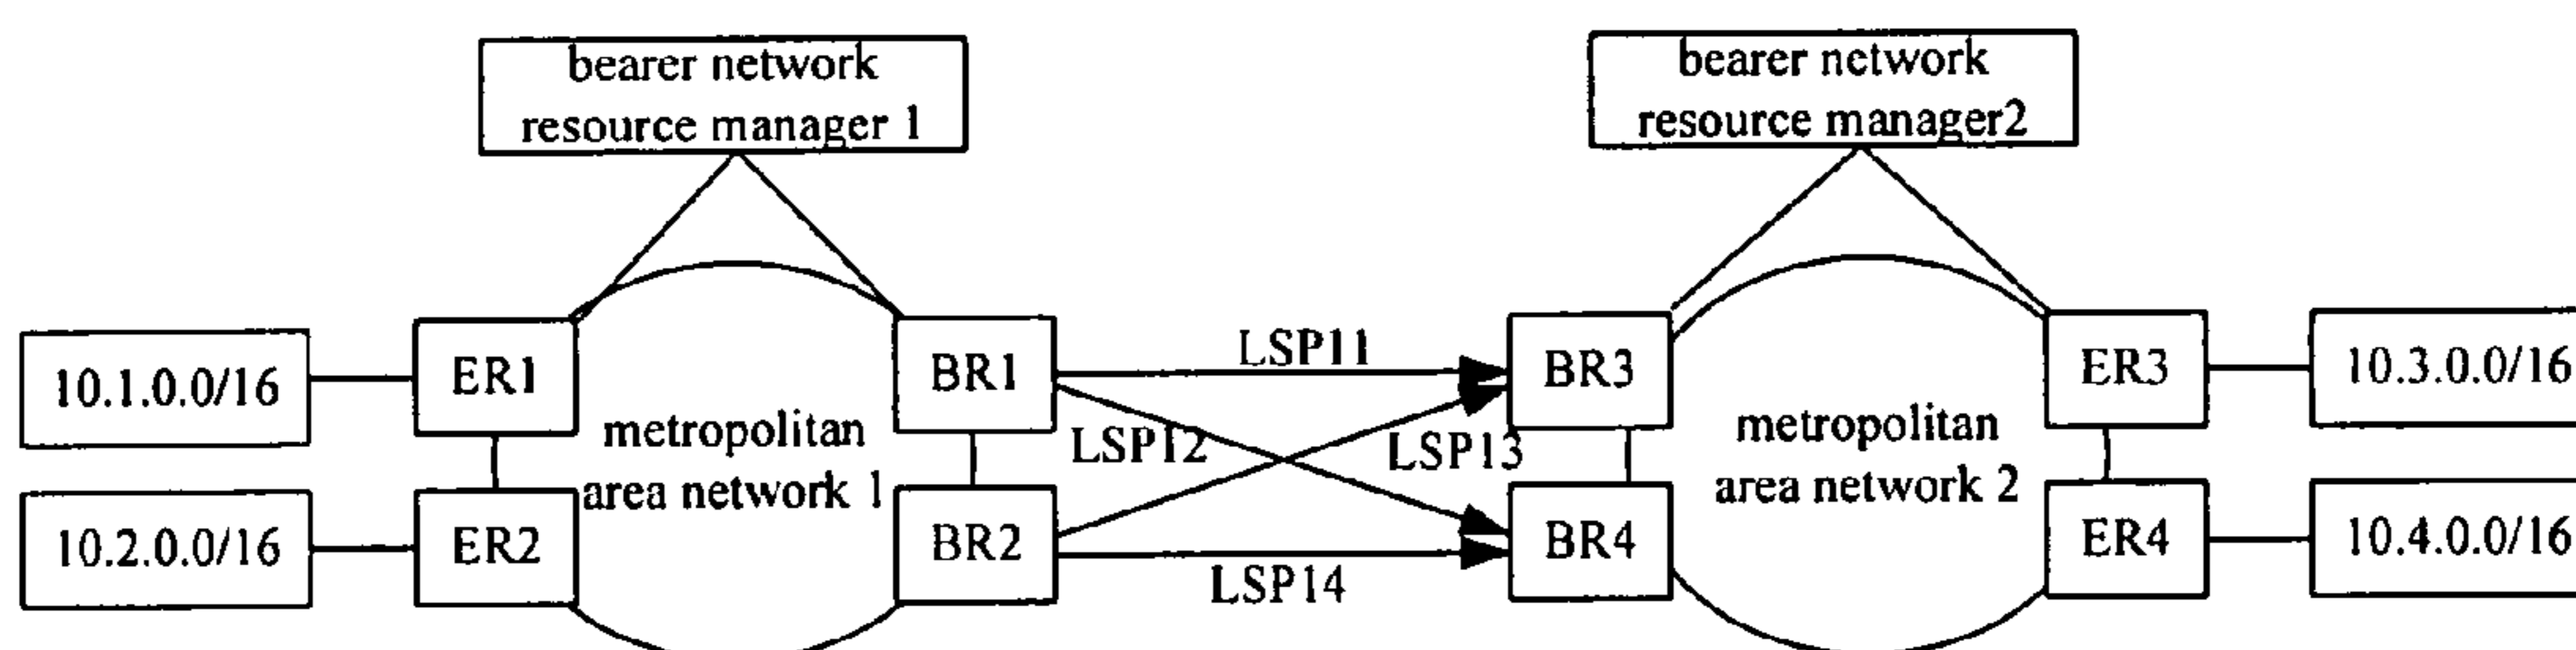 bearer network
resource manager 1
bearer network
resource manager2
10.1.0.0/16
ER1
BR1
LSP11
BR3
ER3
10.3.0.0/16
metropolitan
area network 1
LSP12
LSP13
metropolitan
area network 2
10.2.0.0/16
ER2
BR2
LSP14
BR4
ER4
10.4.0.0/16